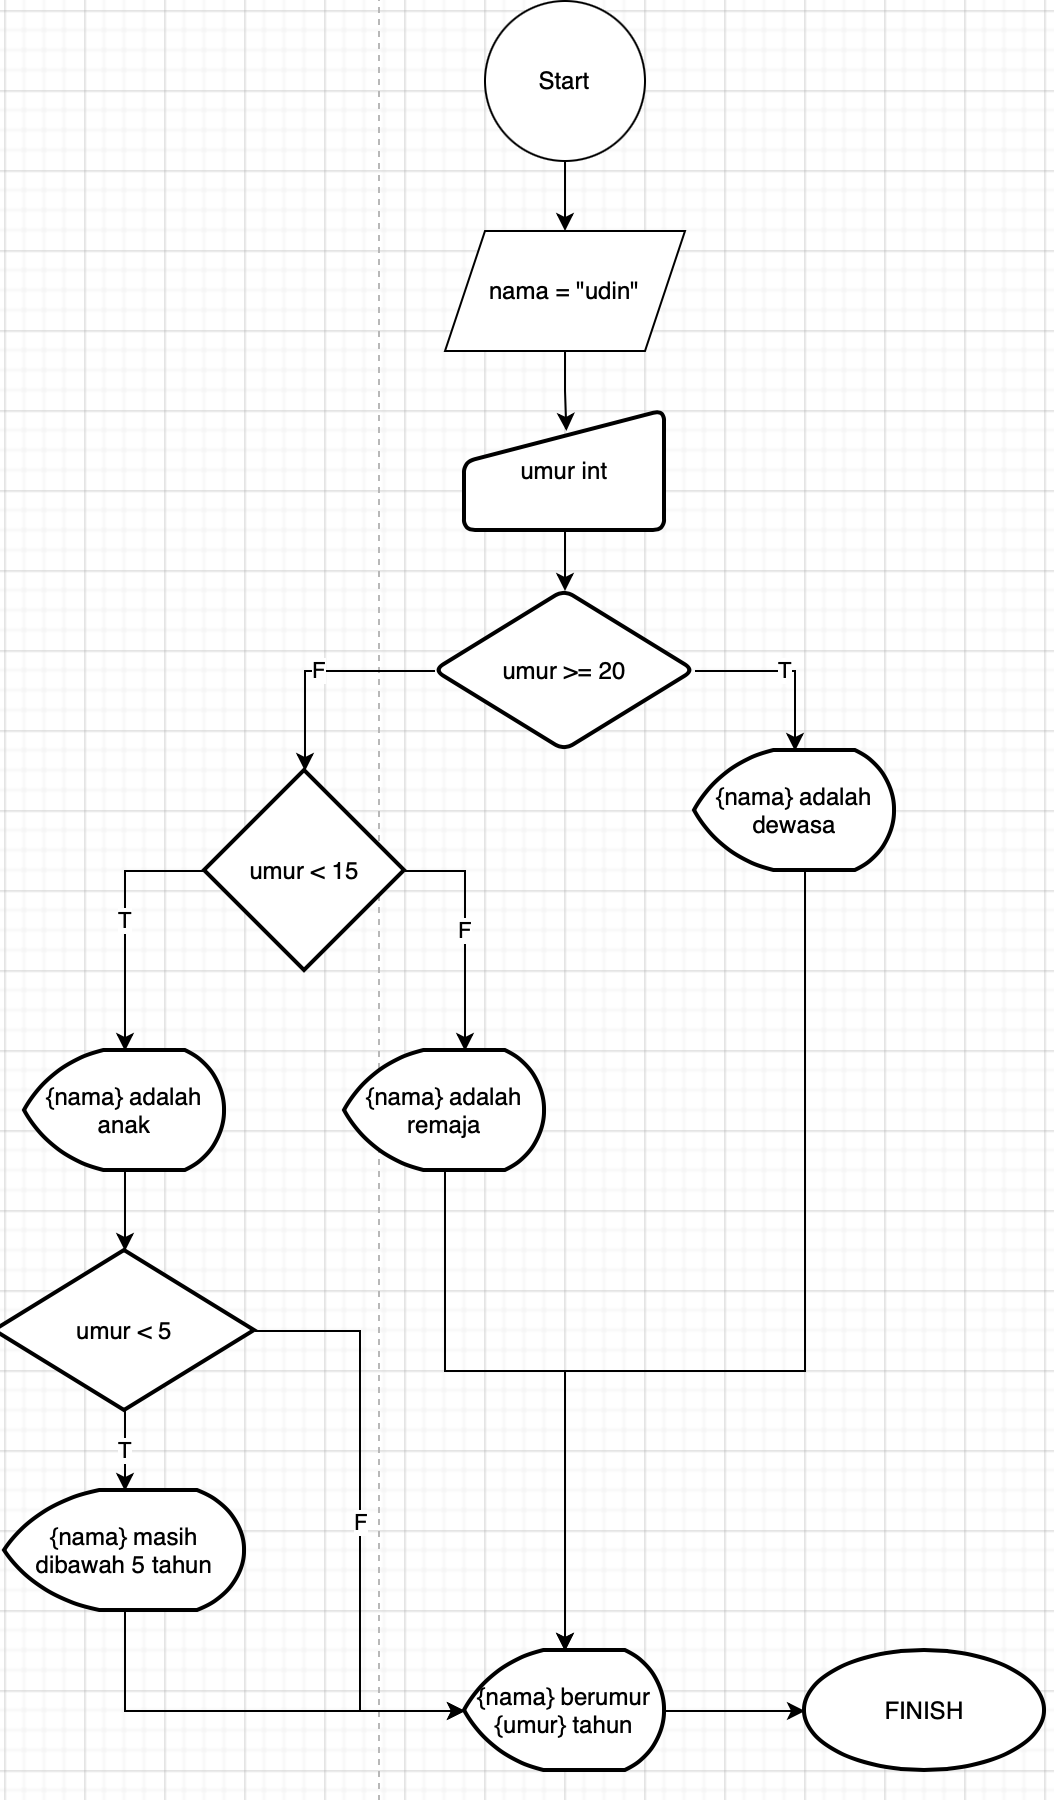 Start
nama = "udin"
umur int
umur >= 20
F
T
{nama} adalah
dewasa
umur < 15
T
F
{nama} adalah
anak
{nama} adalah
remaja
umur < 5
T
F
{nama} masih
dibawah 5 tahun
{nama} berumur
{umur} tahun
FINISH